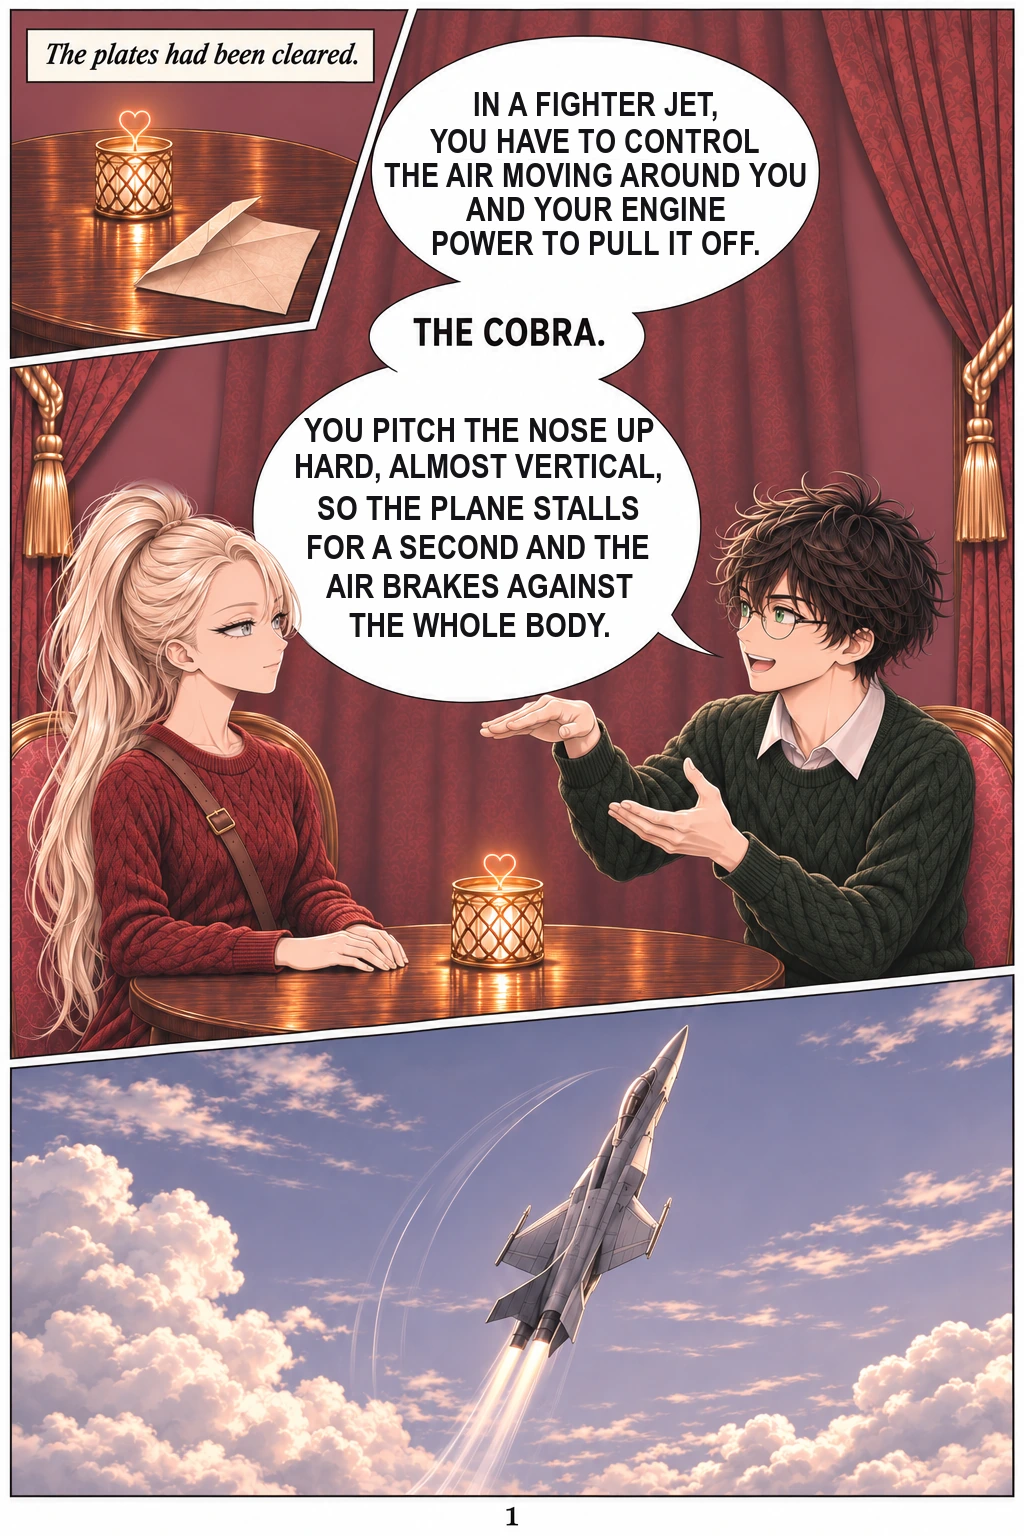 The plates had been cleared.
IN A FIGHTER JET,
YOU HAVE TO CONTROL
THE AIR MOVING AROUND YOU
AND YOUR ENGINE
POWER TO PULL IT OFF.
THE COBRA.
YOU PITCH THE NOSE UP
HARD, ALMOST VERTICAL,
SO THE PLANE STALLS
FOR A SECOND AND THE
AIR BRAKES AGAINST
THE WHOLE BODY.
1